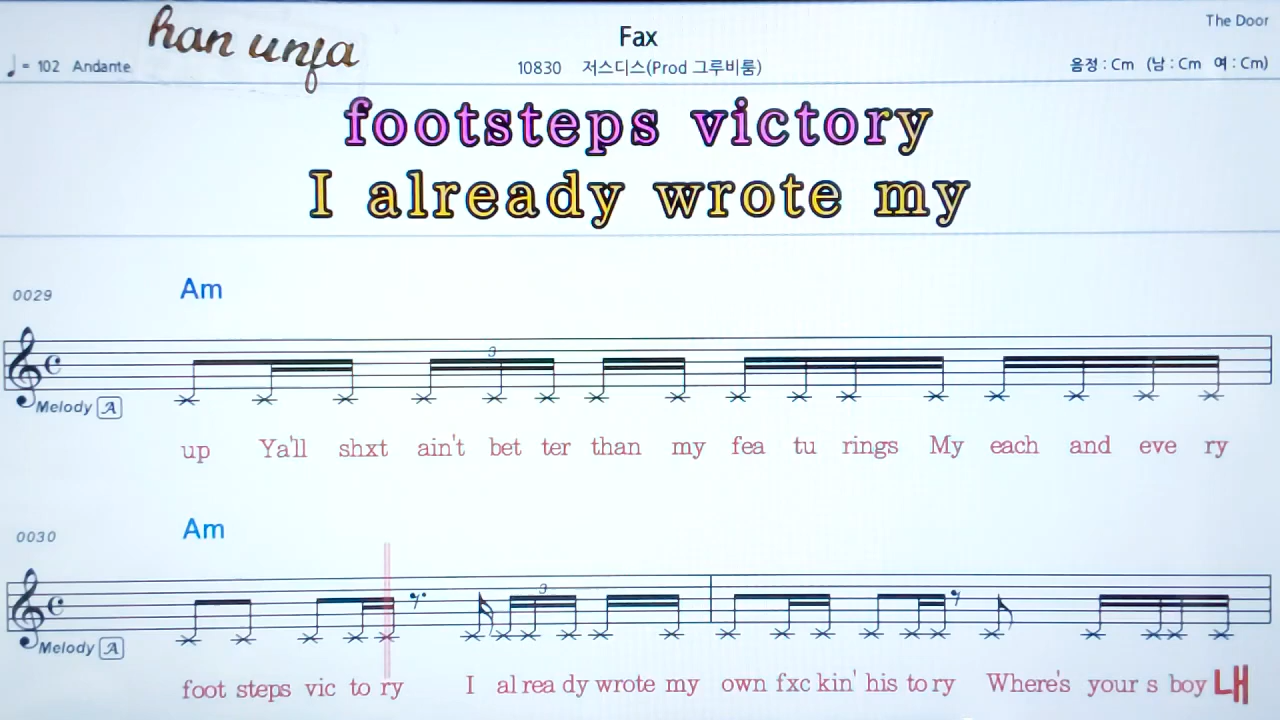 han unja
The Door
Fax
♩= 102 Andante
10830 저스디스(Prod 그루비룸)
음정 : Cm (남 : Cm 여 : Cm)
footsteps victory
I already wrote my
0029
Am
3
Melody A
up Ya'll shxt ain't bet ter than my fea tu rings My each and eve ry
0030
Am
3
Melody A
foot steps vic to ry I al rea dy wrote my own fxc kin' his to ry Where's your s boy 내